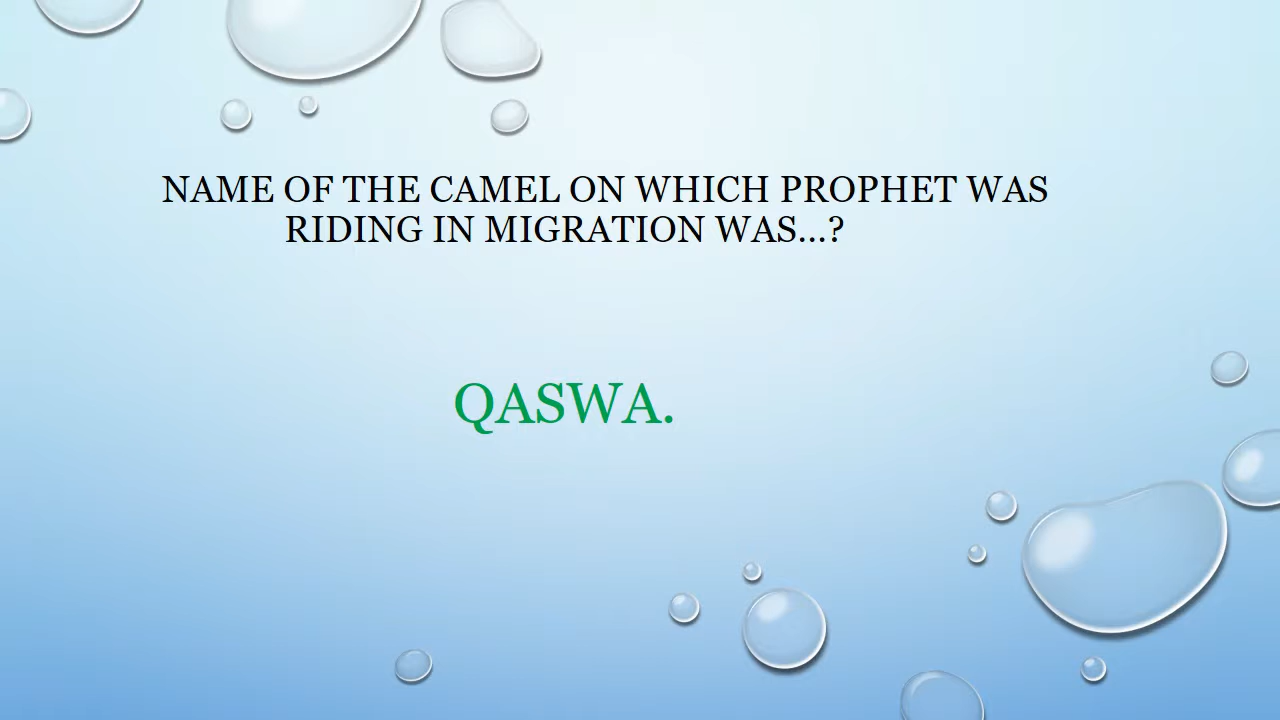 NAME OF THE CAMEL ON WHICH PROPHET WAS
RIDING IN MIGRATION WAS...?
QASWA.